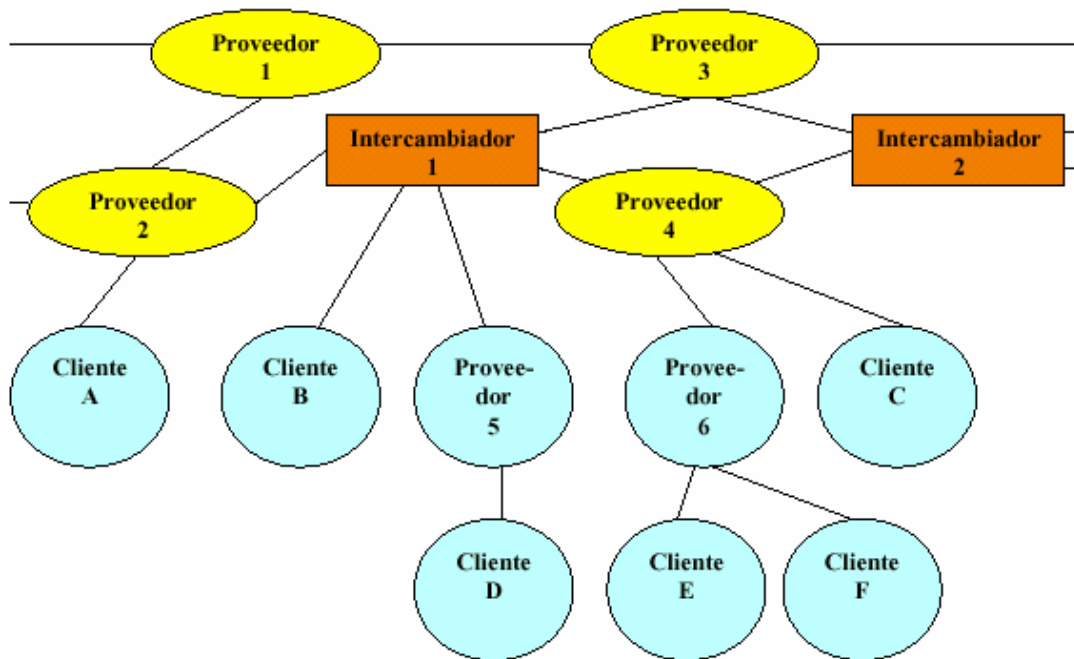 Proveedor
1
Proveedor
3
Intercambiador
1
Intercambiador
2
Proveedor
2
Proveedor
4
Cliente
A
Cliente
B
Provee-
dor
5
Provee-
dor
6
Cliente
C
Cliente
D
Cliente
E
Cliente
F